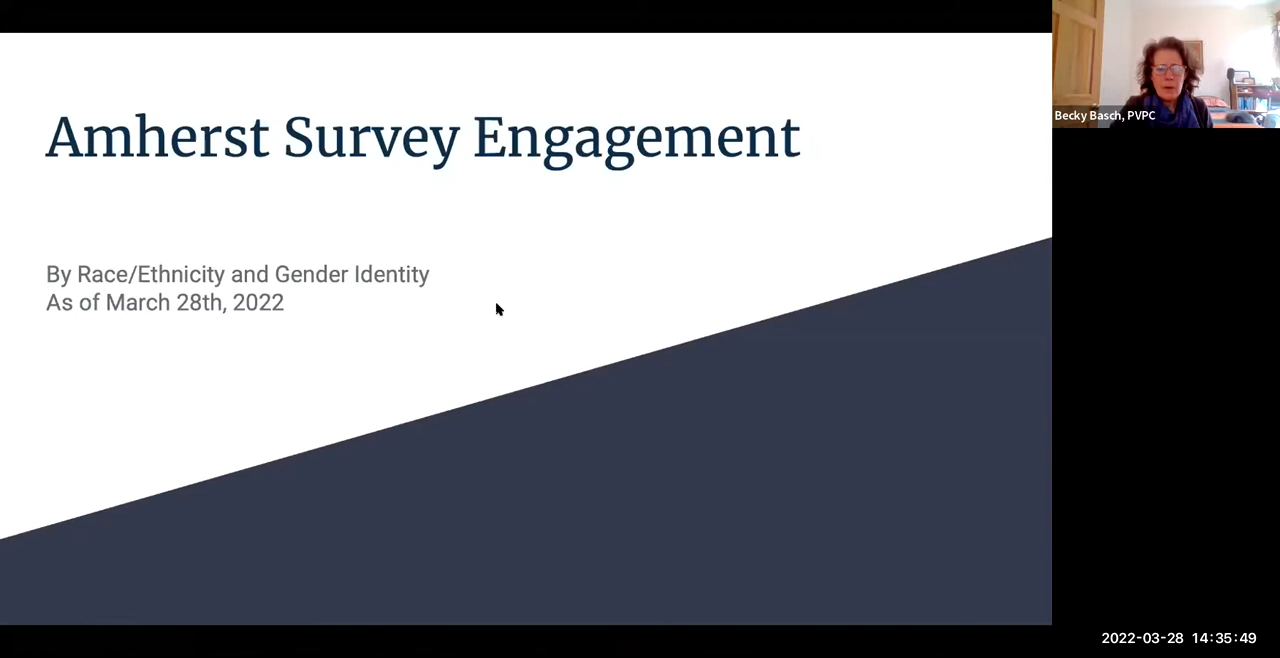 Amherst Survey Engagement
By Race/Ethnicity and Gender Identity
As of March 28th, 2022
Becky Basch, PVPC
2022-03-28 14:35:49